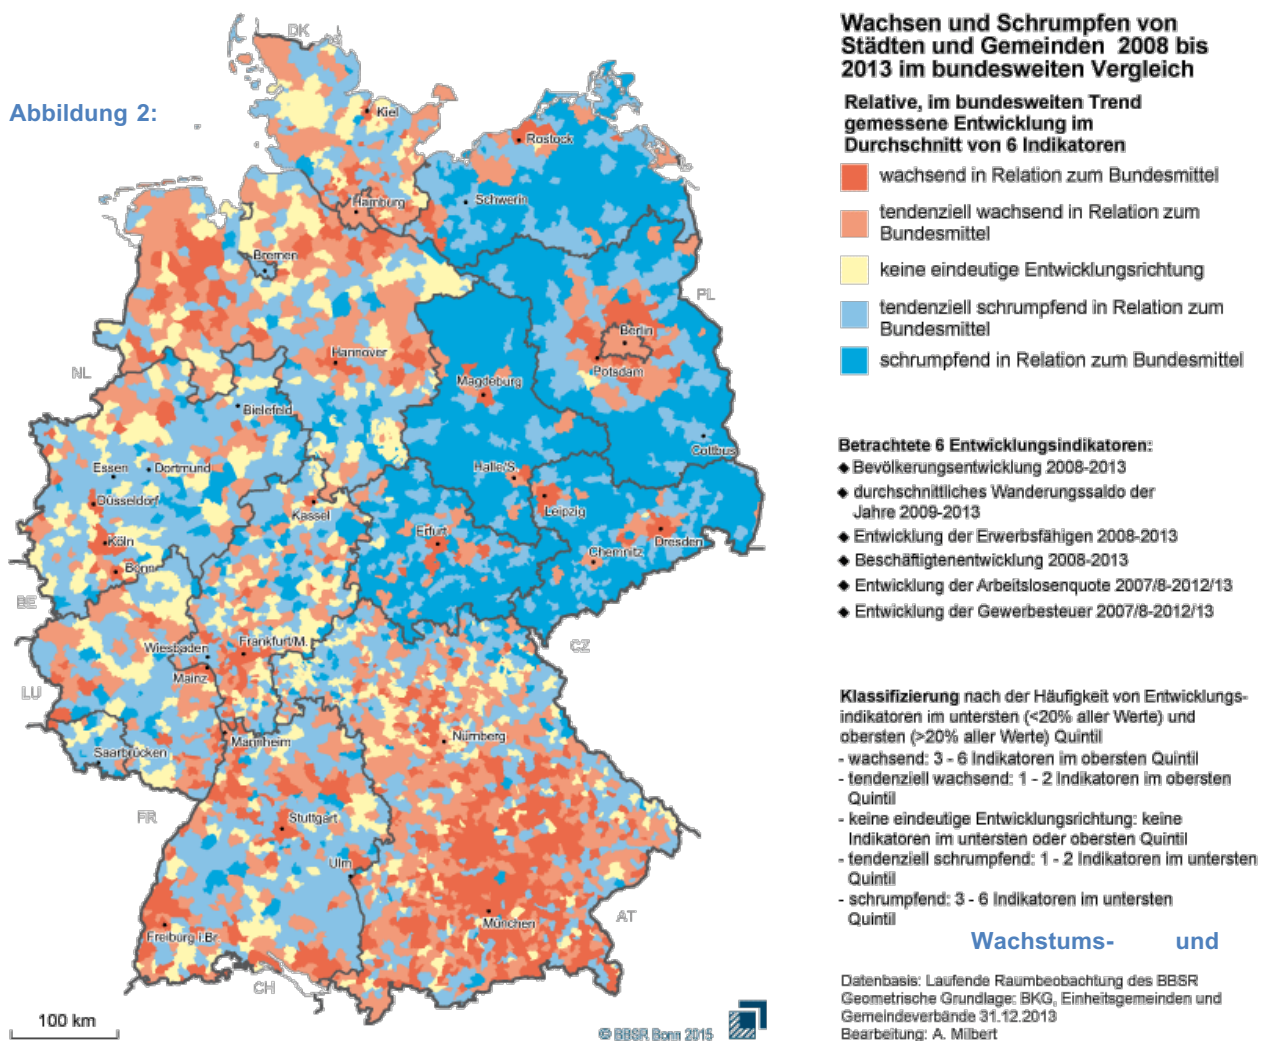 Abbildung 2:
Wachsen und Schrumpfen von
Städten und Gemeinden 2008 bis
2013 im bundesweiten Vergleich
Relative, im bundesweiten Trend
gemessene Entwicklung im
Durchschnitt von 6 Indikatoren
wachsend in Relation zum Bundesmittel
tendenziell wachsend in Relation zum
Bundesmittel
keine eindeutige Entwicklungsrichtung
tendenziell schrumpfend in Relation zum
Bundesmittel
schrumpfend in Relation zum Bundesmittel
Betrachtete 6 Entwicklungsindikatoren:
◆ Bevölkerungsentwicklung 2008-2013
◆ durchschnittliches Wanderungssaldo der
Jahre 2009-2013
◆ Entwicklung der Erwerbsfähigen 2008-2013
◆ Beschäftigtenentwicklung 2008-2013
◆ Entwicklung der Arbeitslosenquote 2007/8-2012/13
◆ Entwicklung der Gewerbesteuer 2007/8-2012/13
Klassifizierung nach der Häufigkeit von Entwicklungs-
indikatoren im untersten (<20% aller Werte) und
obersten (>20% aller Werte) Quintil
- wachsend: 3 - 6 Indikatoren im obersten Quintil
- tendenziell wachsend: 1 - 2 Indikatoren im obersten
Quintil
- keine eindeutige Entwicklungsrichtung: keine
Indikatoren im untersten oder obersten Quintil
- tendenziell schrumpfend: 1 - 2 Indikatoren im untersten
Quintil
- schrumpfend: 3 - 6 Indikatoren im untersten
Quintil
Wachstums- und
Datenbasis: Laufende Raumbeobachtung des BBSR
Geometrische Grundlage: BKG, Einheitsgemeinden und
Gemeindeverbände 31.12.2013
Bearbeitung: A. Milbert
DK
Kiel
Rostock
Hamburg
Schwerin
Bremen
PL
Berlin
Hannover
Potsdam
NL
Magdeburg
Bielefeld
Cottbus
Essen
Dortmund
Halle/S.
Düsseldorf
Leipzig
Kassel
Erfurt
Dresden
Köln
Chemnitz
Bonn
BE
CZ
Wiesbaden
Frankfurt/M.
Mainz
LU
Nürnberg
Mannheim
Saarbrücken
FR
Stuttgart
Ulm
AT
München
Freiburg i.Br.
CH
100 km
© BBSR Bonn 2015